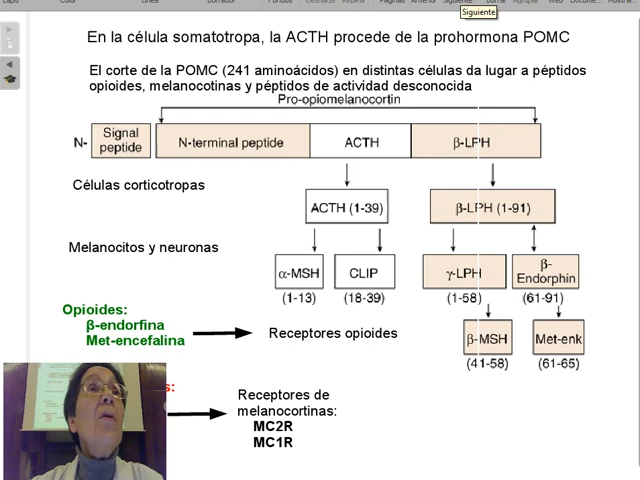 Siguiente
En la célula somatotropa, la ACTH procede de la prohormona POMC
El corte de la POMC (241 aminoácidos) en distintas células da lugar a péptidos
opioides, melanocotinas y péptidos de actividad desconocida
Pro-opiomelanocortin
N- Signal peptide N-terminal peptide ACTH β-LPH
Células corticotropas
ACTH (1-39) β-LPH (1-91)
Melanocitos y neuronas
α-MSH CLIP γ-LPH β-Endorphin
(1-13) (18-39) (1-58) (61-91)
Opioides:
β-endorfina
Met-encefalina
Receptores opioides
β-MSH Met-enk
(41-58) (61-65)
s:
Receptores de
melanocortinas:
MC2R
MC1R